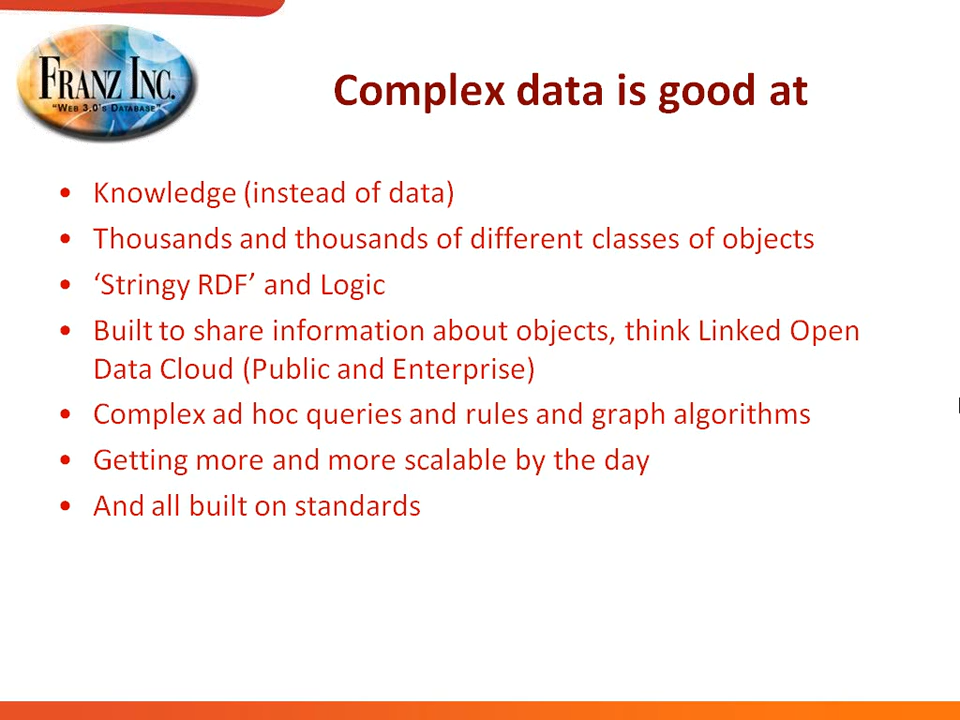 FRANZ INC.
"WEB 3.0'S DATABASE"
Complex data is good at
• Knowledge (instead of data)
• Thousands and thousands of different classes of objects
• ‘Stringy RDF’ and Logic
• Built to share information about objects, think Linked Open
Data Cloud (Public and Enterprise)
• Complex ad hoc queries and rules and graph algorithms
• Getting more and more scalable by the day
• And all built on standards